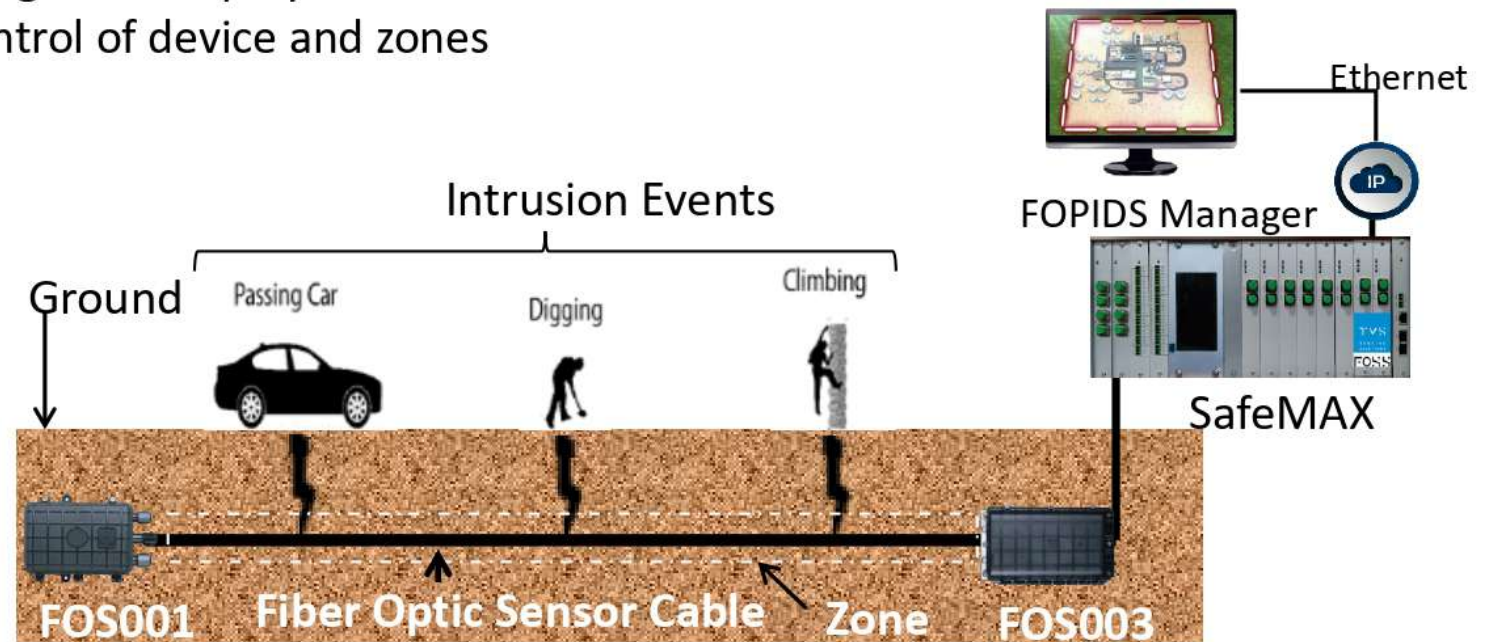 ntrol of device and zones
Ethernet
IP
Intrusion Events
FOPIDS Manager
Ground
Passing Car
Digging
Climbing
FOSS
SafeMAX
Fiber Optic Sensor Cable
Zone
FOS001
FOS003